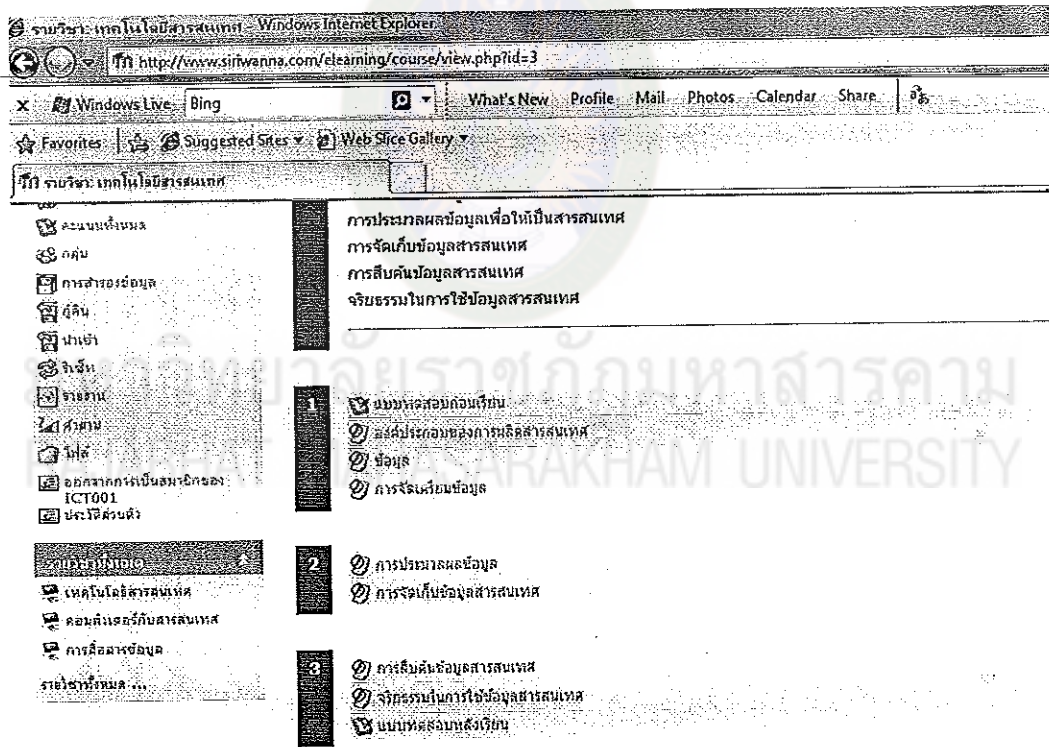 รายวิชา: เทคโนโลยีสารสนเทศ - Windows Internet Explorer
http://www.siriwanna.com/elearning/course/view.php?id=3
x Windows Live Bing What's New Profile Mail Photos Calendar Share
Favorites Suggested Sites Web Slice Gallery
รายวิชา: เทคโนโลยีสารสนเทศ
คะแนนทั้งหมด
กลุ่ม
การสำรองข้อมูล
กู้คืน
นำเข้า
รีเซ็ท
รายงาน
คำถาม
ไฟล์
ออกจากการเป็นสมาชิกของ
ICT001
ประวัติส่วนตัว
เทคโนโลยีสารสนเทศ
คอมพิวเตอร์กับสารสนเทศ
การสื่อสารข้อมูล
รายวิชาทั้งหมด ...
การประมวลผลข้อมูลเพื่อให้เป็นสารสนเทศ
การจัดเก็บข้อมูลสารสนเทศ
การสืบค้นข้อมูลสารสนเทศ
จริยธรรมในการใช้ข้อมูลสารสนเทศ
1
แบบทดสอบก่อนเรียน
องค์ประกอบของการผลิตสารสนเทศ
ข้อมูล
การจัดเตรียมข้อมูล
2
การประมวลผลข้อมูล
การจัดเก็บข้อมูลสารสนเทศ
3
การสืบค้นข้อมูลสารสนเทศ
จริยธรรมในการใช้ข้อมูลสารสนเทศ
แบบทดสอบหลังเรียน
มหาวิทยาลัยราชภัฏมหาสารคาม
RAJABHAT MAHASARAKHAM UNIVERSITY